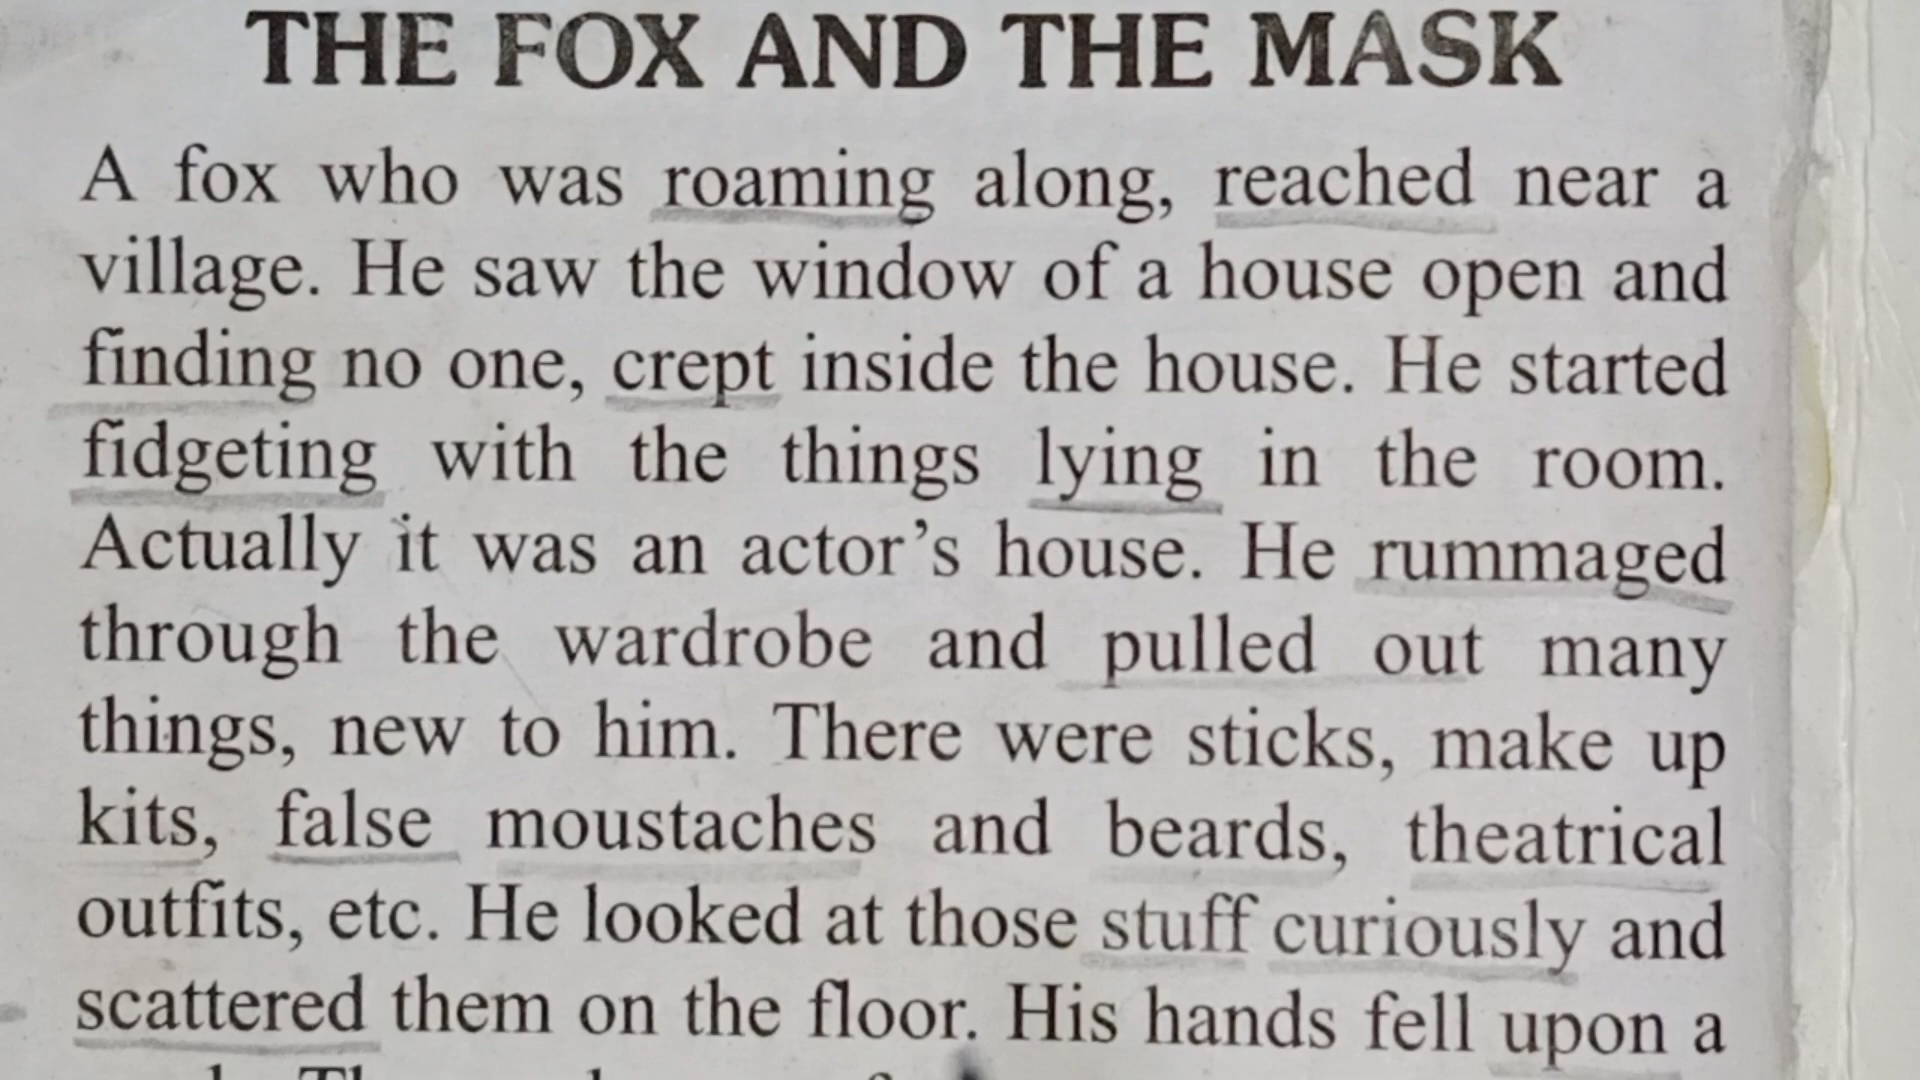 THE FOX AND THE MASK
A fox who was roaming along, reached near a
village. He saw the window of a house open and
finding no one, crept inside the house. He started
fidgeting with the things lying in the room.
Actually it was an actor's house. He rummaged
through the wardrobe and pulled out many
things, new to him. There were sticks, make up
kits, false moustaches and beards, theatrical
outfits, etc. He looked at those stuff curiously and
scattered them on the floor. His hands fell upon a